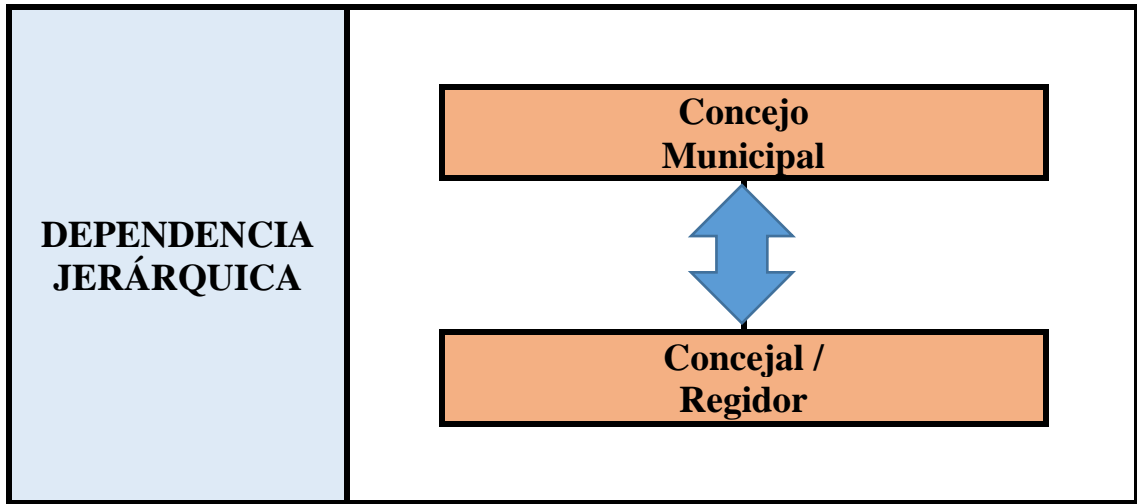 DEPENDENCIA
JERÁRQUICA
Concejo
Municipal
Concejal /
Regidor